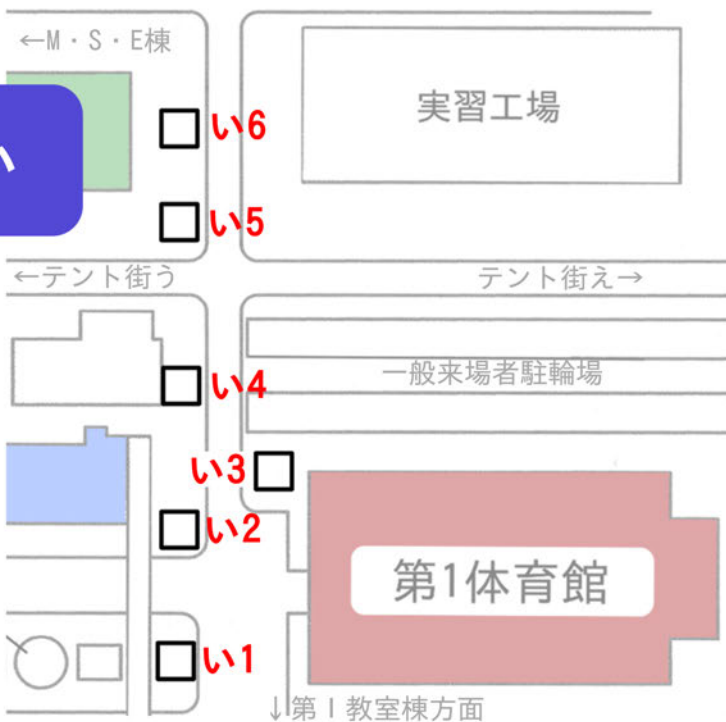 ←M・S・E棟
実習工場
い6
い
い5
←テント街う
テント街え→
一般来場者駐輪場
い4
い3
い2
第1体育館
い1
↓第Ⅰ教室棟方面